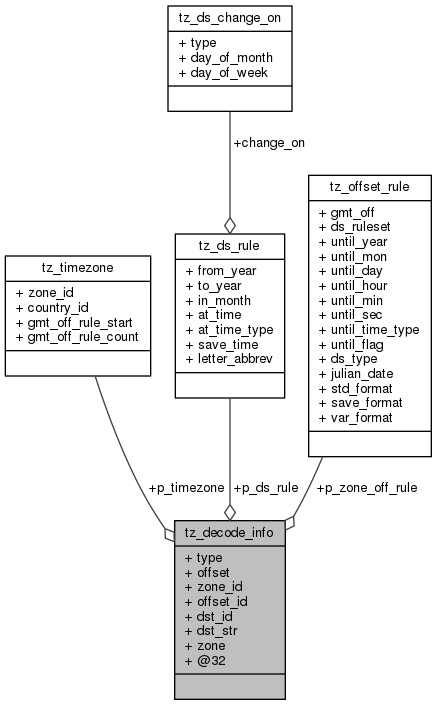 tz_ds_change_on
+ type
+ day_of_month
+ day_of_week
+change_on
tz_ds_rule
+ from_year
+ to_year
+ in_month
+ at_time
+ at_time_type
+ save_time
+ letter_abbrev
tz_offset_rule
+ gmt_off
+ ds_ruleset
+ until_year
+ until_mon
+ until_day
+ until_hour
+ until_min
+ until_sec
+ until_time_type
+ until_flag
+ ds_type
+ julian_date
+ std_format
+ save_format
+ var_format
tz_timezone
+ zone_id
+ country_id
+ gmt_off_rule_start
+ gmt_off_rule_count
+p_timezone
+p_ds_rule
+p_zone_off_rule
tz_decode_info
+ type
+ offset
+ zone_id
+ offset_id
+ dst_id
+ dst_str
+ zone
+ @32